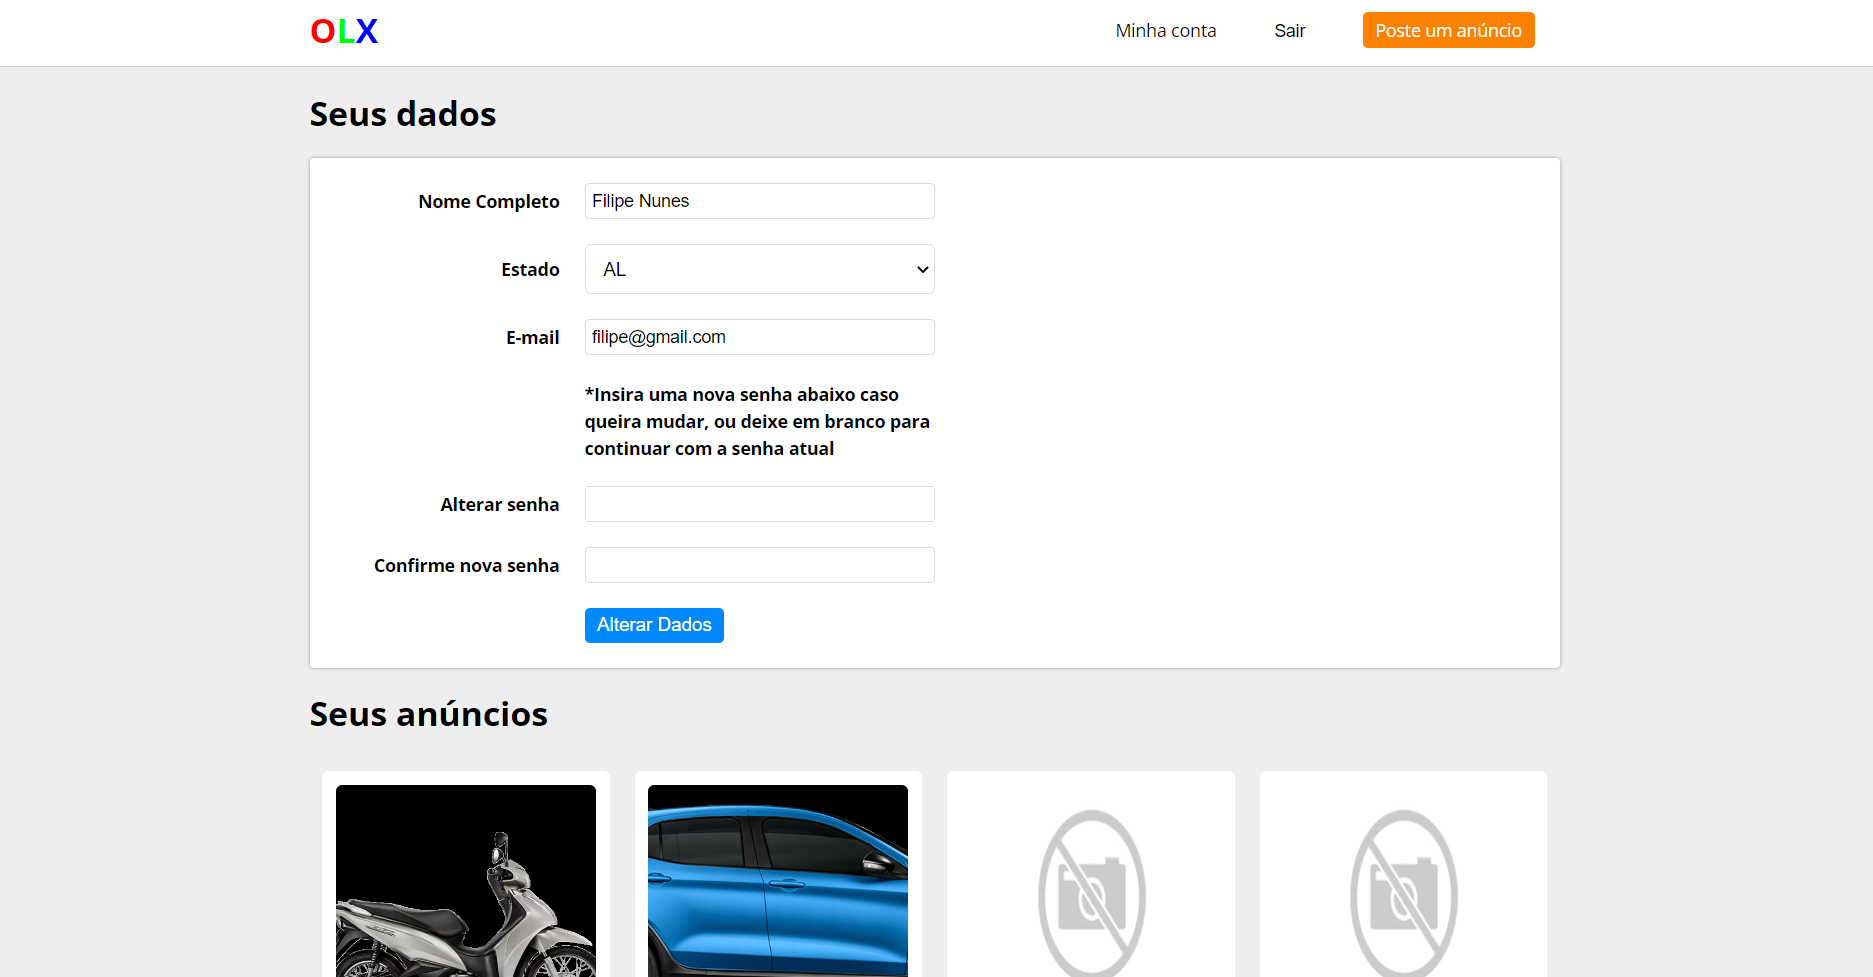 OLX
Minha conta
Sair
Poste um anúncio
Seus dados
Nome Completo
Filipe Nunes
Estado
AL
E-mail
filipe@gmail.com
*Insira uma nova senha abaixo caso
queira mudar, ou deixe em branco para
continuar com a senha atual
Alterar senha
Confirme nova senha
Alterar Dados
Seus anúncios